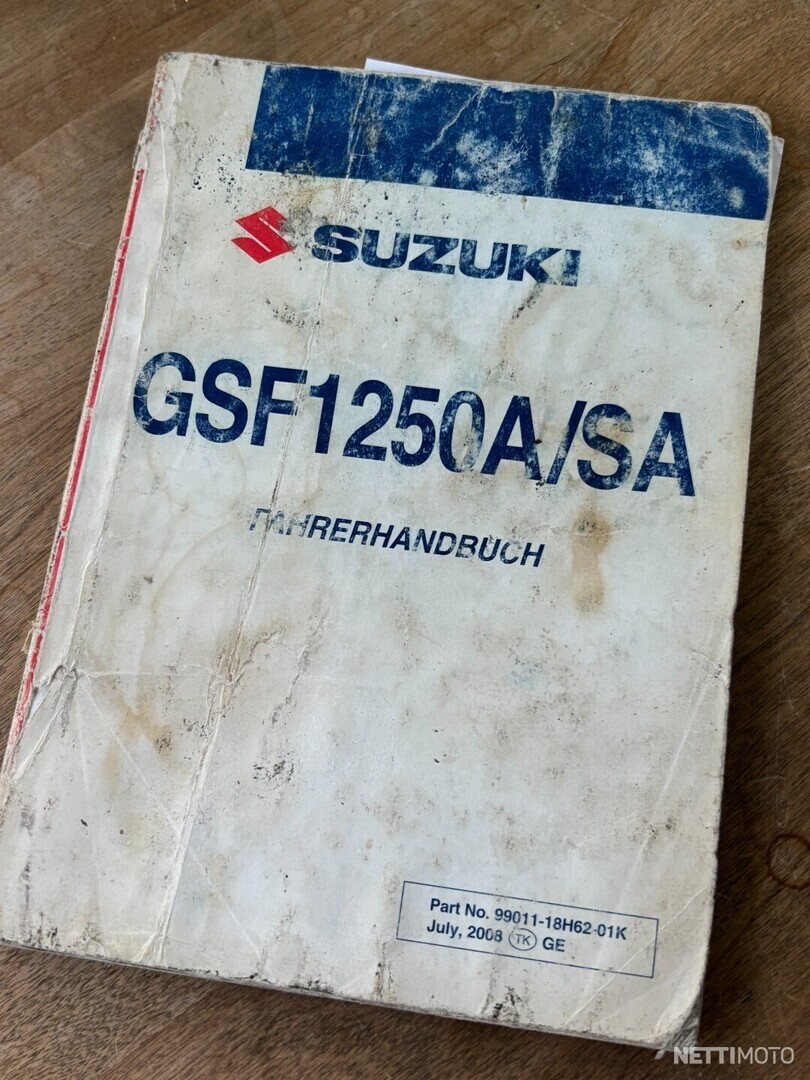 SUZUKI
GSF1250A/SA
FAHRERHANDBUCH
Part No. 99011-18H62-01K
July, 2008 TK GE
NETTIMOTO